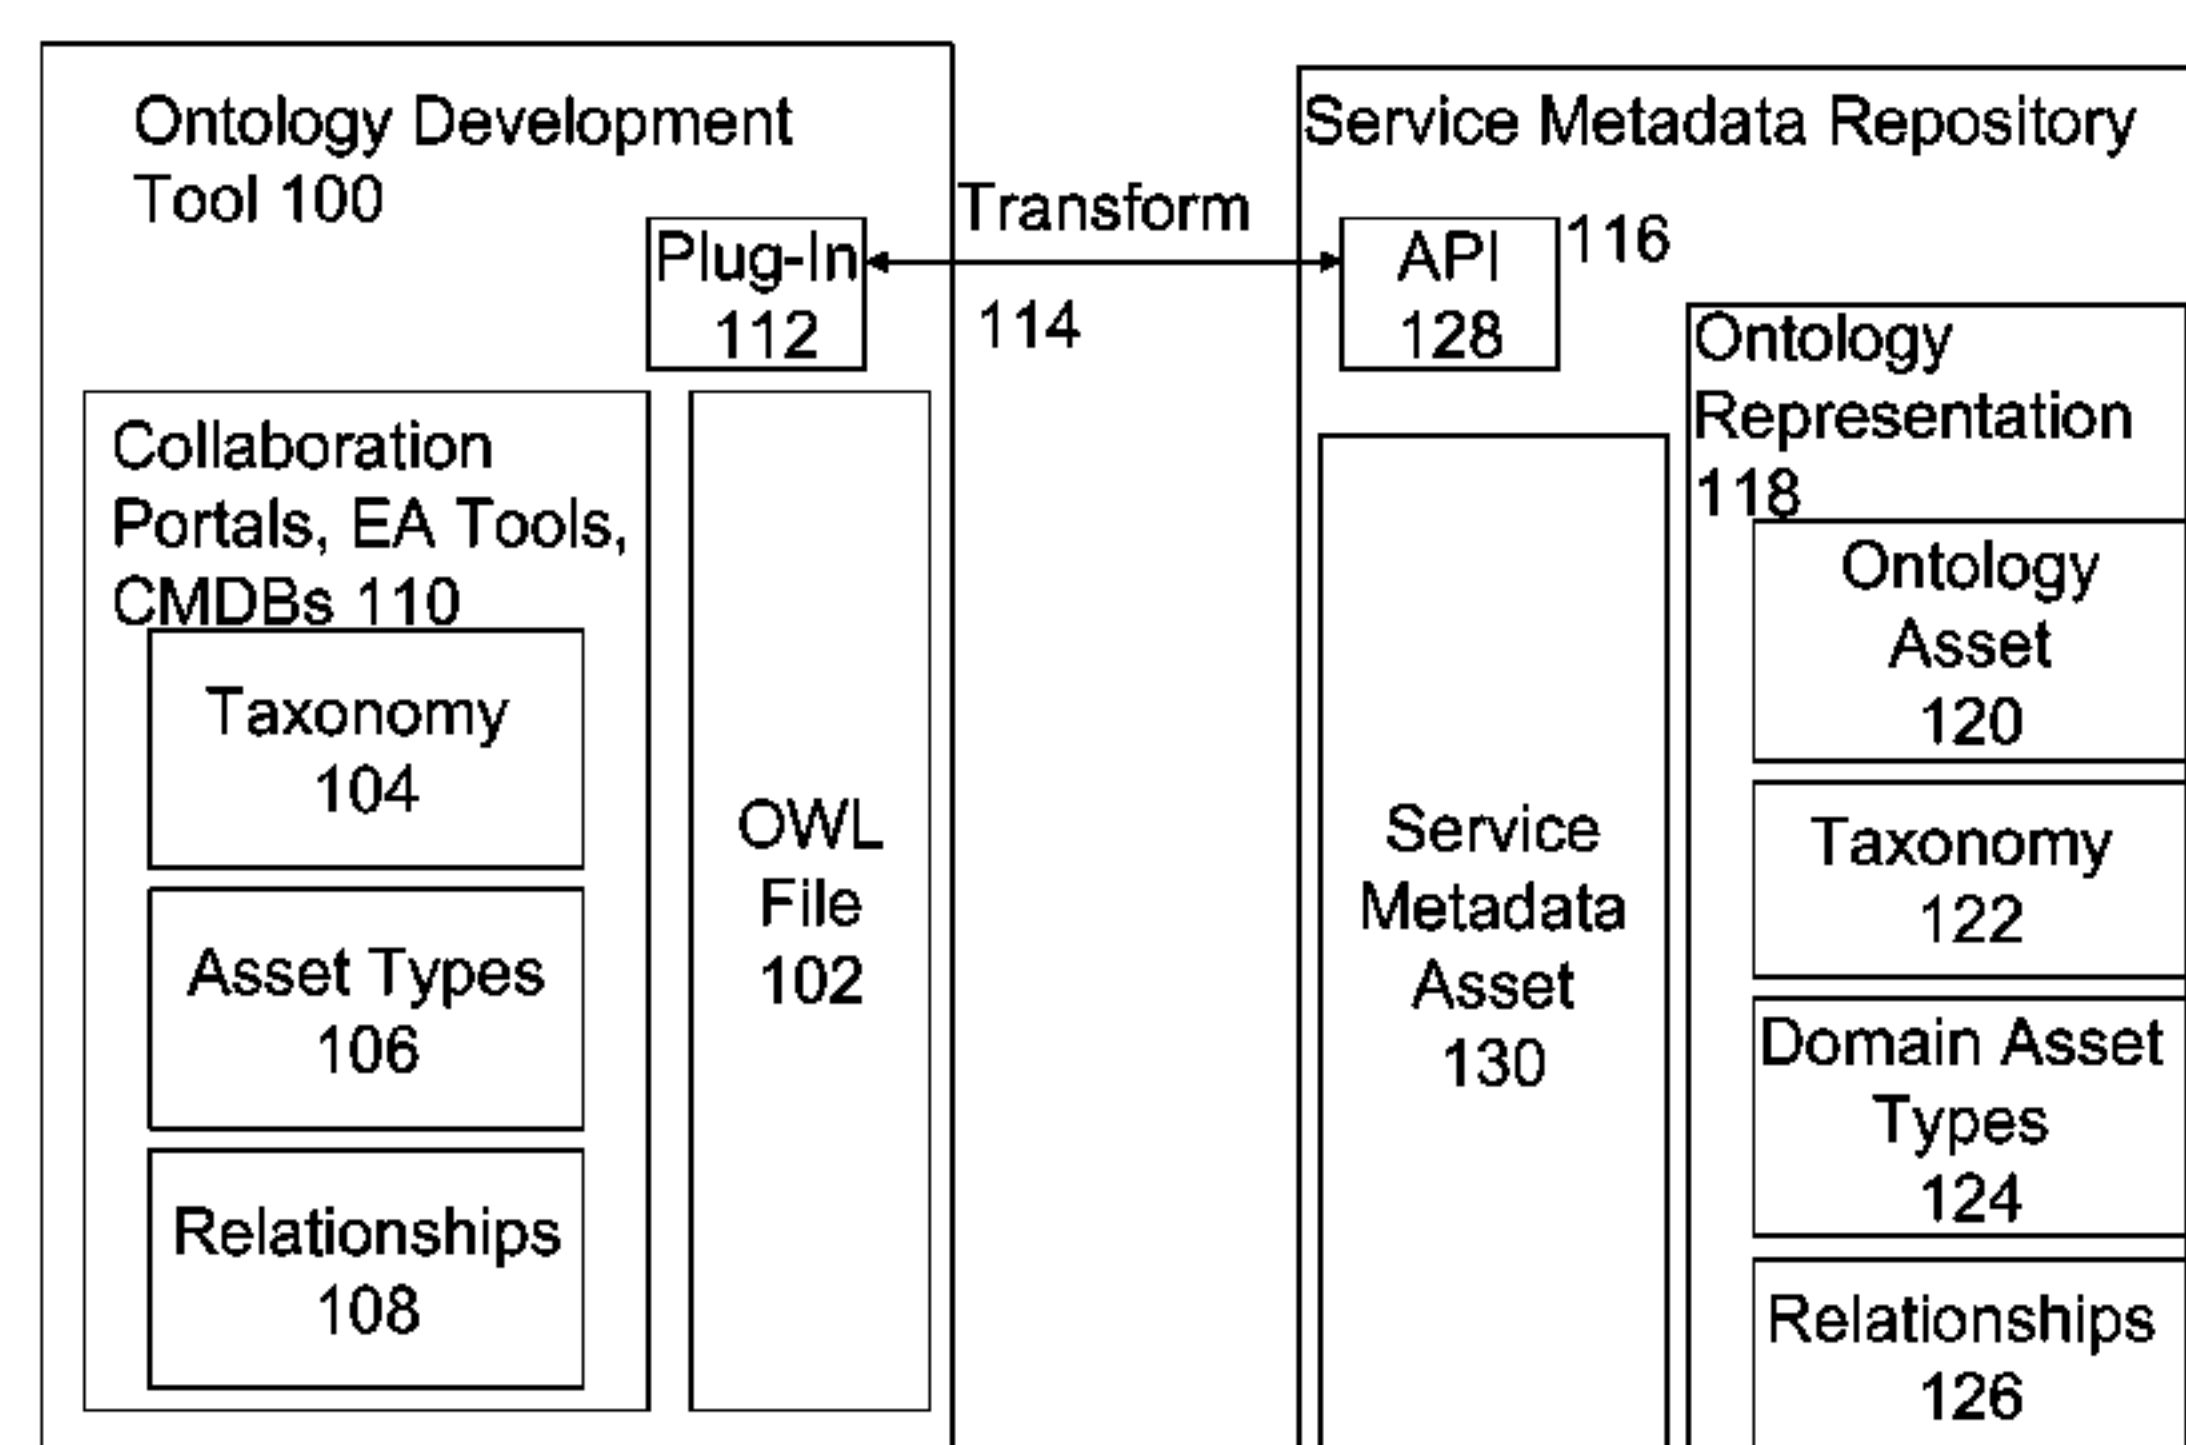 Ontology Development
Tool 100
Plug-In
112
Collaboration
Portals, EA Tools,
CMDBs 110
Taxonomy
104
Asset Types
106
Relationships
108
OWL
File
102
Transform
114
Service Metadata Repository
116
API
128
Service
Metadata
Asset
130
Ontology
Representation
118
Ontology
Asset
120
Taxonomy
122
Domain Asset
Types
124
Relationships
126